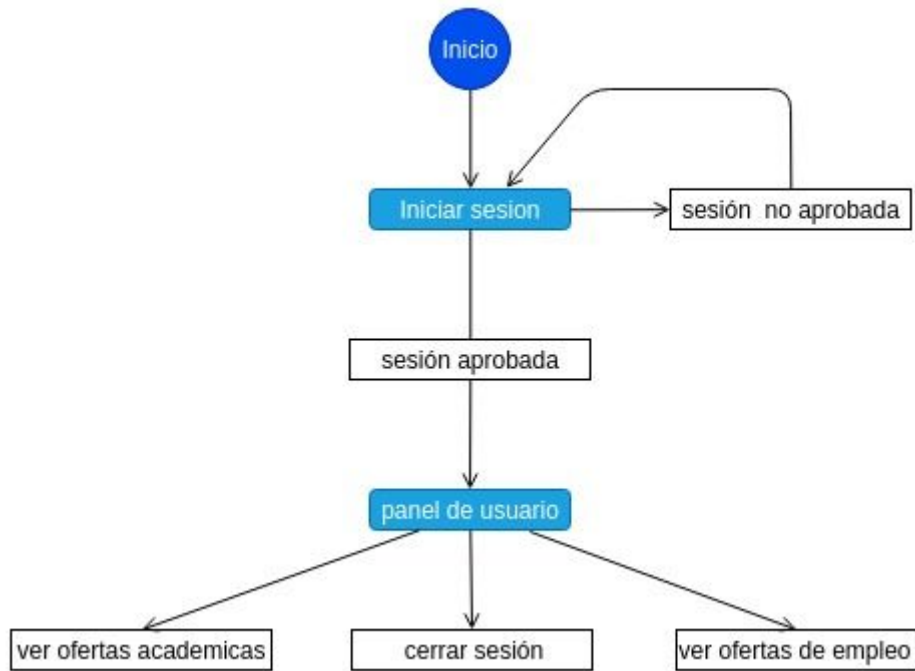 Inicio
Iniciar sesion
sesión no aprobada
sesión aprobada
panel de usuario
ver ofertas academicas
cerrar sesión
ver ofertas de empleo